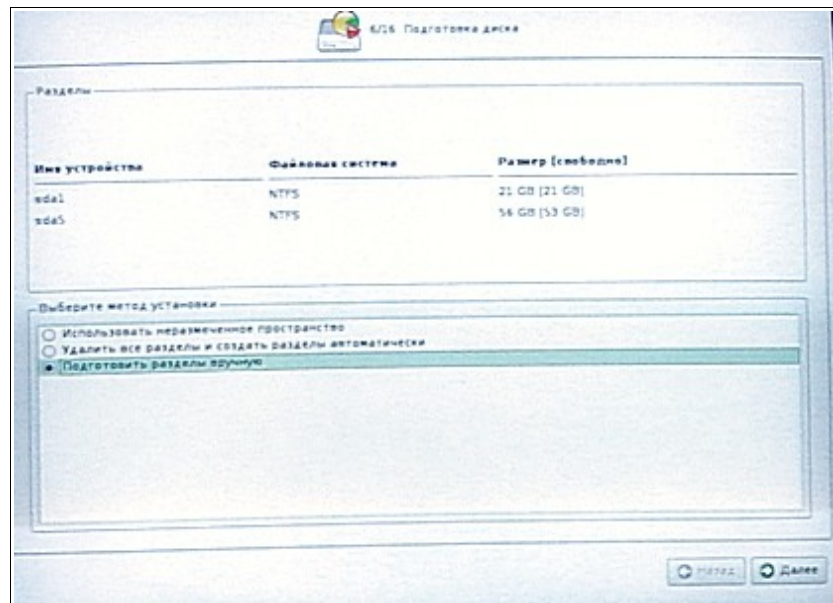 6/16 Подготовка диска
Разделы
Имя устройства Файловая система Размер [свободно]
sda1 NTFS 21 GB [21 GB]
sda5 NTFS 56 GB [53 GB]
Выберите метод установки
Использовать неразмеченное пространство
Удалить все разделы и создать разделы автоматически
Подготовить разделы вручную
Назад Далее